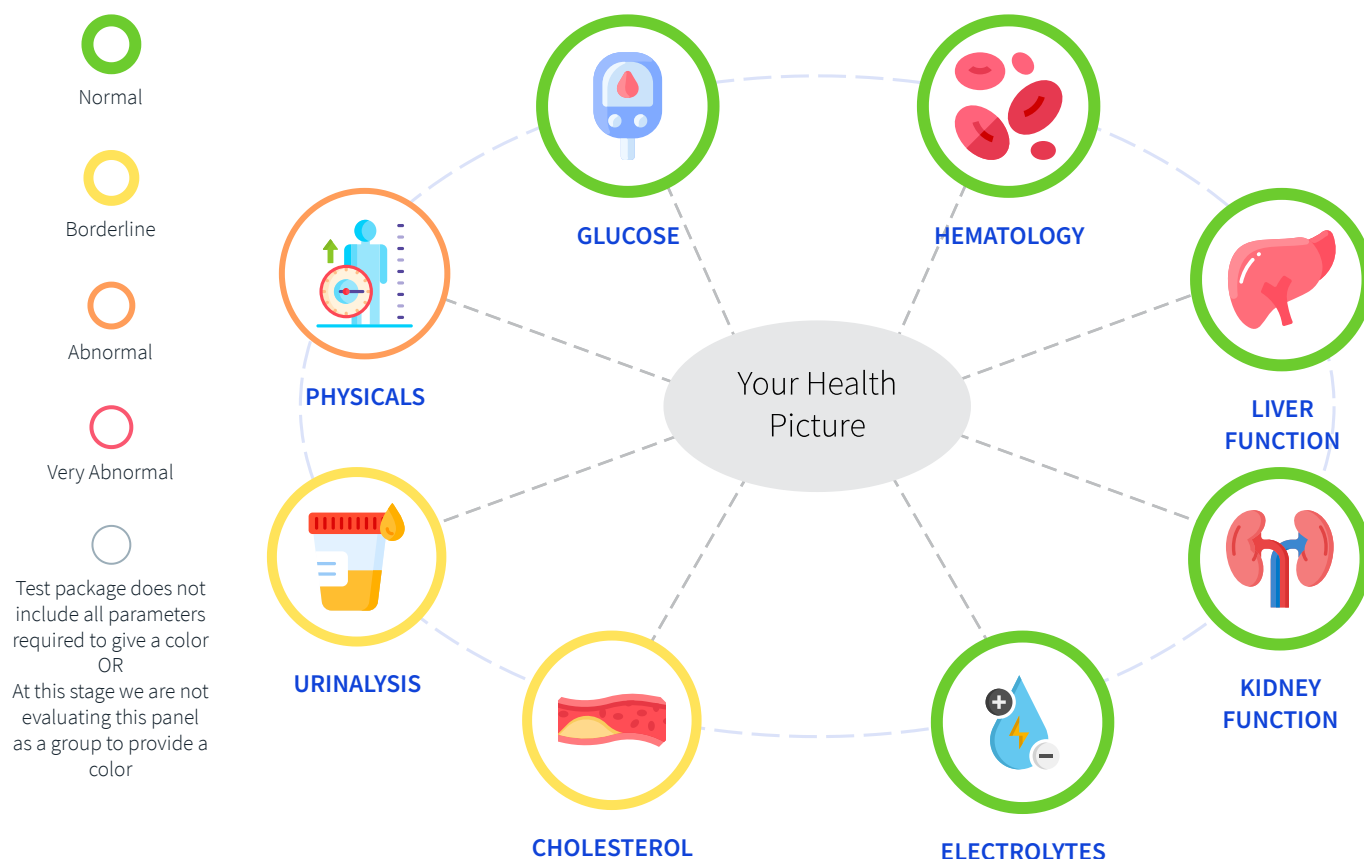 Normal
Borderline
Abnormal
Very Abnormal
Test package does not
include all parameters
required to give a color
OR
At this stage we are not
evaluating this panel
as a group to provide a
color
GLUCOSE
HEMATOLOGY
PHYSICALS
LIVER
FUNCTION
Your Health
Picture
URINALYSIS
KIDNEY
FUNCTION
CHOLESTEROL
ELECTROLYTES